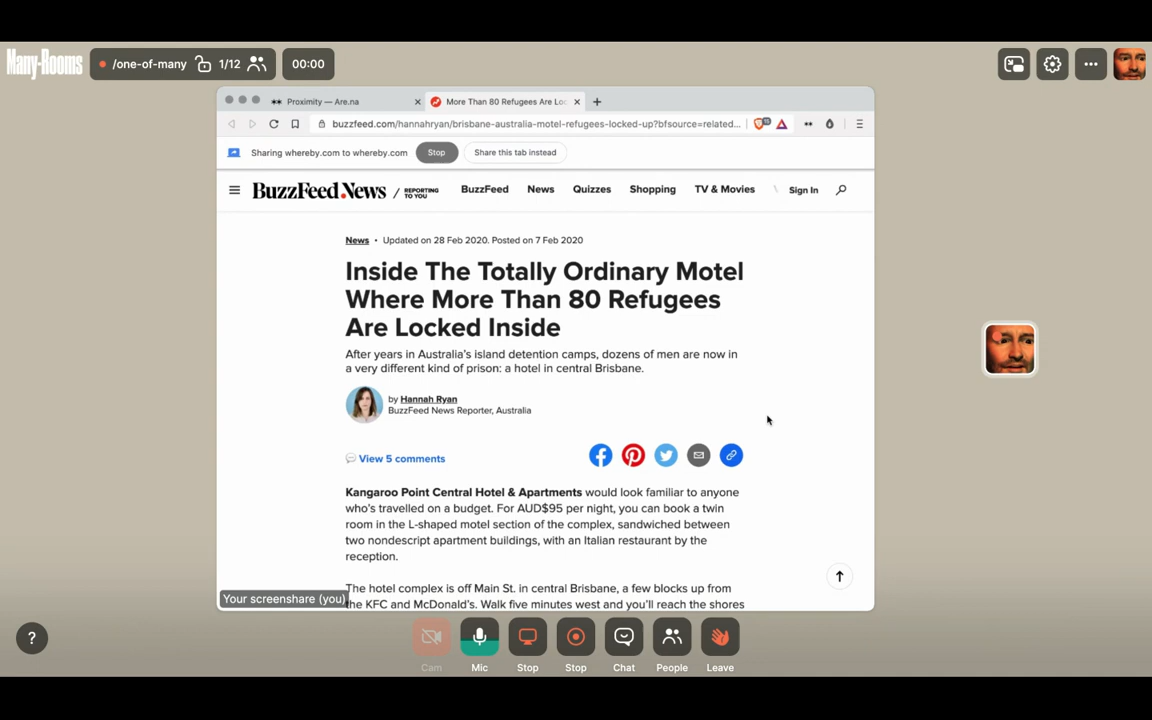 Many-Rooms
/one-of-many 1/12
00:00
Proximity — Are.na
More Than 80 Refugees Are Loc
buzzfeed.com/hannahryan/brisbane-australia-motel-refugees-locked-up?bfsource=related...
Sharing whereby.com to whereby.com
Stop
Share this tab instead
BuzzFeed News / REPORTING TO YOU
BuzzFeed
News
Quizzes
Shopping
TV & Movies
Sign In
News • Updated on 28 Feb 2020. Posted on 7 Feb 2020
Inside The Totally Ordinary Motel
Where More Than 80 Refugees
Are Locked Inside
After years in Australia's island detention camps, dozens of men are now in
a very different kind of prison: a hotel in central Brisbane.
by Hannah Ryan
BuzzFeed News Reporter, Australia
View 5 comments
Kangaroo Point Central Hotel & Apartments would look familiar to anyone
who's travelled on a budget. For AUD$95 per night, you can book a twin
room in the L-shaped motel section of the complex, sandwiched between
two nondescript apartment buildings, with an Italian restaurant by the
reception.
The hotel complex is off Main St. in central Brisbane, a few blocks up from
the KFC and McDonald's. Walk five minutes west and you'll reach the shores
Your screenshare (you)
?
Cam
Mic
Stop
Stop
Chat
People
Leave